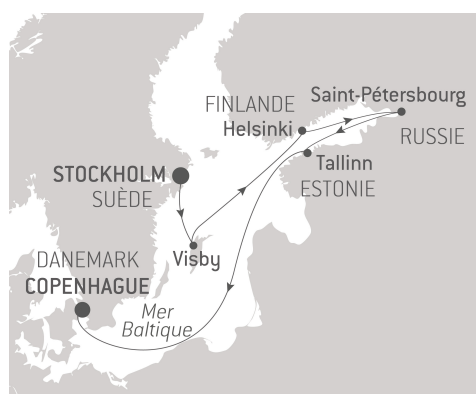 Saint-Pétersbourg
FINLANDE
Helsinki
RUSSIE
Tallinn
ESTONIE
STOCKHOLM
SUÈDE
Visby
DANEMARK
COPENHAGUE
Mer
Baltique